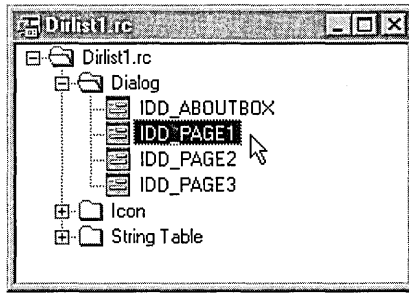 Dirlist1.rc
Dirlist1.rc
Dialog
IDD_ABOUTBOX
IDD_PAGE1
IDD_PAGE2
IDD_PAGE3
Icon
String Table